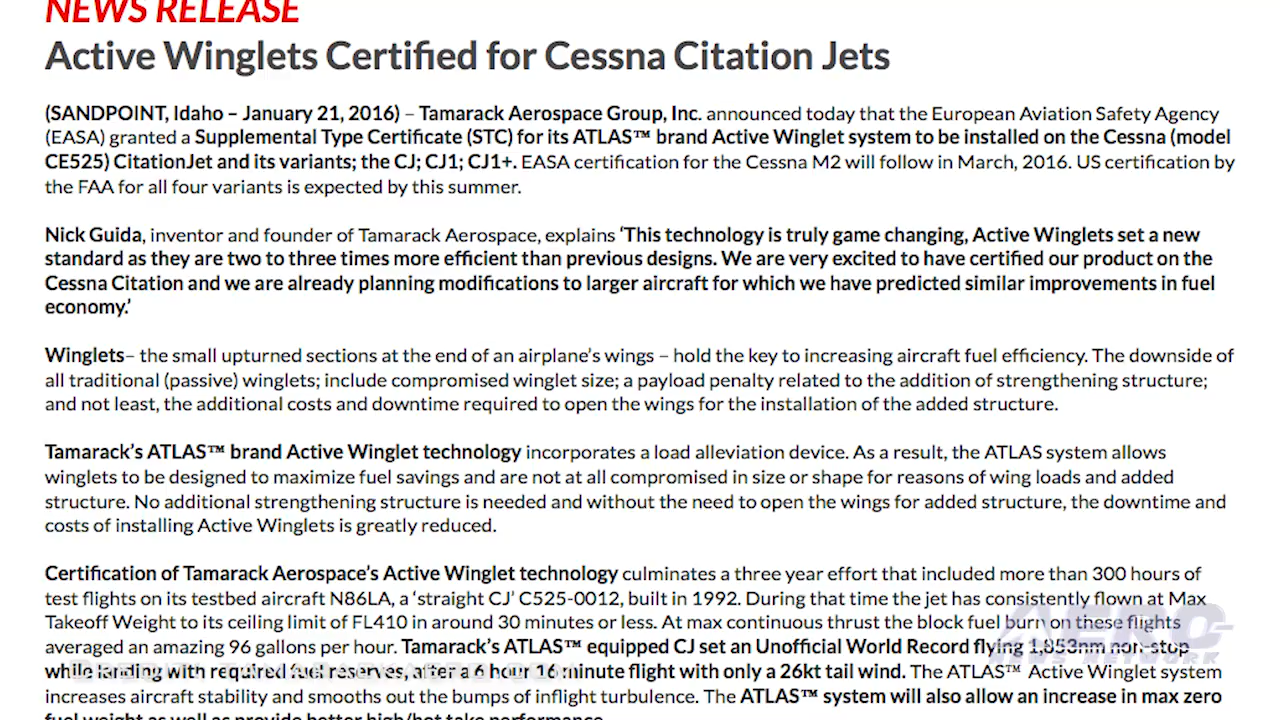 NEWS RELEASE
Active Winglets Certified for Cessna Citation Jets
(SANDPOINT, Idaho – January 21, 2016) – Tamarack Aerospace Group, Inc. announced today that the European Aviation Safety Agency
(EASA) granted a Supplemental Type Certificate (STC) for its ATLAS™ brand Active Winglet system to be installed on the Cessna (model
CE525) CitationJet and its variants; the CJ; CJ1; CJ1+. EASA certification for the Cessna M2 will follow in March, 2016. US certification by
the FAA for all four variants is expected by this summer.
Nick Guida, inventor and founder of Tamarack Aerospace, explains ‘This technology is truly game changing, Active Winglets set a new
standard as they are two to three times more efficient than previous designs. We are very excited to have certified our product on the
Cessna Citation and we are already planning modifications to larger aircraft for which we have predicted similar improvements in fuel
economy.’
Winglets– the small upturned sections at the end of an airplane’s wings – hold the key to increasing aircraft fuel efficiency. The downside of
all traditional (passive) winglets; include compromised winglet size; a payload penalty related to the addition of strengthening structure;
and not least, the additional costs and downtime required to open the wings for the installation of the added structure.
Tamarack’s ATLAS™ brand Active Winglet technology incorporates a load alleviation device. As a result, the ATLAS system allows
winglets to be designed to maximize fuel savings and are not at all compromised in size or shape for reasons of wing loads and added
structure. No additional strengthening structure is needed and without the need to open the wings for added structure, the downtime and
costs of installing Active Winglets is greatly reduced.
Certification of Tamarack Aerospace’s Active Winglet technology culminates a three year effort that included more than 300 hours of
test flights on its testbed aircraft N86LA, a ‘straight CJ’ C525-0012, built in 1992. During that time the jet has consistently flown at Max
Takeoff Weight to its ceiling limit of FL410 in around 30 minutes or less. At max continuous thrust the block fuel burn on these flights
averaged an amazing 96 gallons per hour. Tamarack’s ATLAS™ equipped CJ set an Unofficial World Record flying 1,853nm non-stop
while landing with required fuel reserves, after a 6 hour 16 minute flight with only a 26kt tail wind. The ATLAS™ Active Winglet system
increases aircraft stability and smooths out the bumps of inflight turbulence. The ATLAS™ system will also allow an increase in max zero
fuel weight as well as provide better high/hot take performance.
AERO
NEWS NETWORK